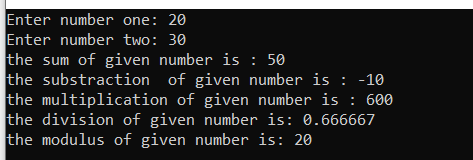 Enter number one: 20
Enter number two: 30
the sum of given number is : 50
the substraction  of given number is : -10
the multiplication of given number is : 600
the division of given number is: 0.666667
the modulus of given number is: 20